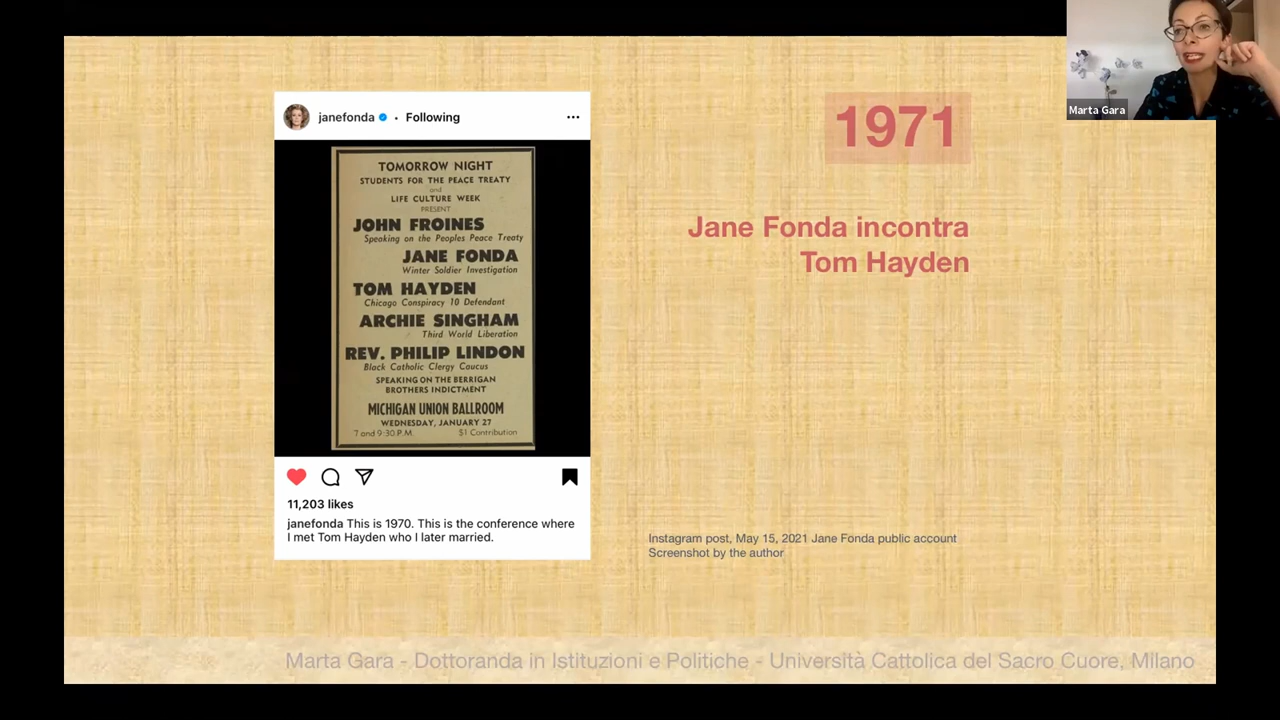 janefonda • Following
TOMORROW NIGHT
STUDENTS FOR THE PEACE TREATY
and
LIFE CULTURE WEEK
PRESENT
JOHN FROINES
Speaking on the Peoples Peace Treaty
JANE FONDA
Winter Soldier Investigation
TOM HAYDEN
Chicago Conspiracy 10 Defendant
ARCHIE SINGHAM
Third World Liberation
REV. PHILIP LINDON
Black Catholic Clergy Caucus
SPEAKING ON THE BERRIGAN
BROTHERS INDICTMENT
MICHIGAN UNION BALLROOM
WEDNESDAY, JANUARY 27
7 and 9:30 P.M. $1 Contribution
11,203 likes
janefonda This is 1970. This is the conference where
I met Tom Hayden who I later married.
1971
Jane Fonda incontra
Tom Hayden
Instagram post, May 15, 2021 Jane Fonda public account
Screenshot by the author
Marta Gara - Dottoranda in Istituzioni e Politiche - Università Cattolica del Sacro Cuore, Milano
Marta Gara